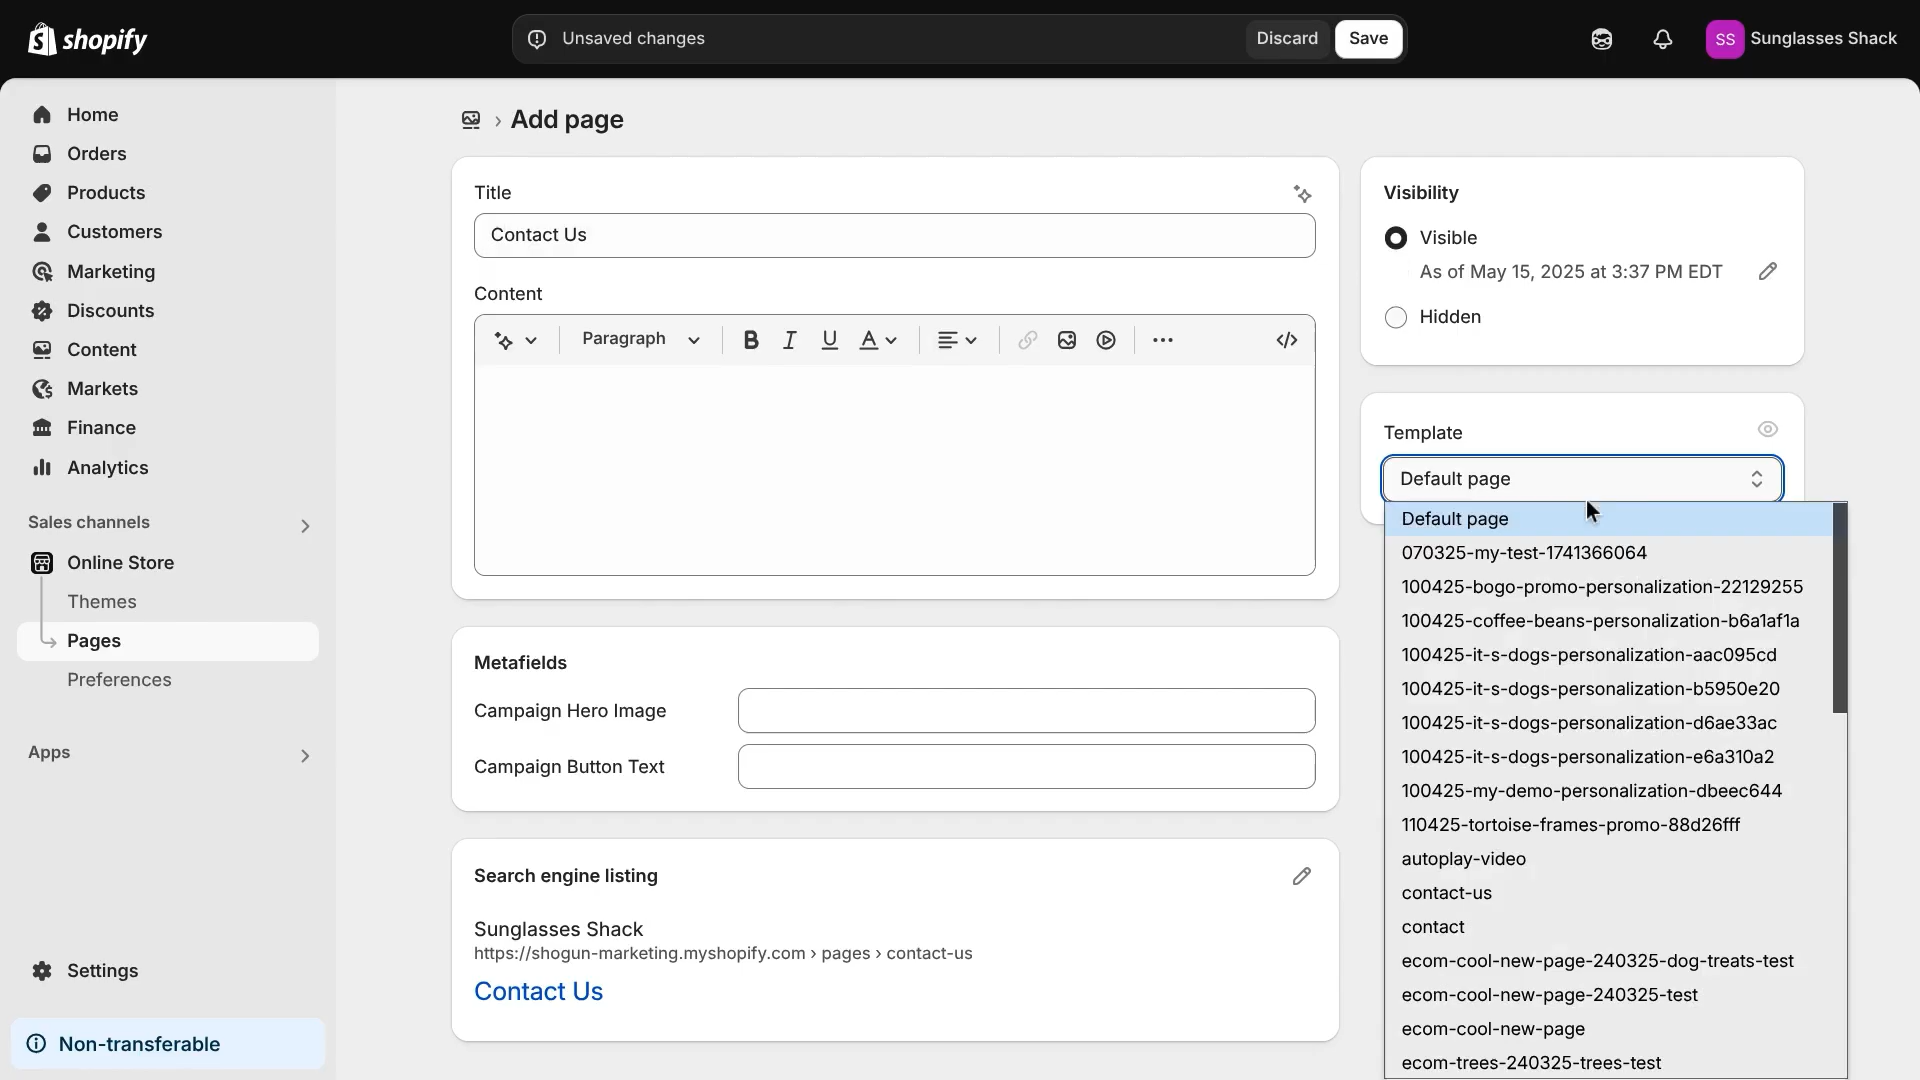 shopify
Unsaved changes
Discard
Save
SS
Sunglasses Shack
Home
Orders
Products
Customers
Marketing
Discounts
Content
Markets
Finance
Analytics
Sales channels
Online Store
Themes
Pages
Preferences
Apps
Settings
Non-transferable
Add page
Title
Contact Us
Content
Paragraph
Metafields
Campaign Hero Image
Campaign Button Text
Search engine listing
Sunglasses Shack
https://shogun-marketing.myshopify.com › pages › contact-us
Contact Us
Visibility
Visible
As of May 15, 2025 at 3:37 PM EDT
Hidden
Template
Default page
Default page
070325-my-test-1741366064
100425-bogo-promo-personalization-22129255
100425-coffee-beans-personalization-b6a1af1a
100425-it-s-dogs-personalization-aac095cd
100425-it-s-dogs-personalization-b5950e20
100425-it-s-dogs-personalization-d6ae33ac
100425-it-s-dogs-personalization-e6a310a2
100425-my-demo-personalization-dbeec644
110425-tortoise-frames-promo-88d26fff
autoplay-video
contact-us
contact
ecom-cool-new-page-240325-dog-treats-test
ecom-cool-new-page-240325-test
ecom-cool-new-page
ecom-trees-240325-trees-test